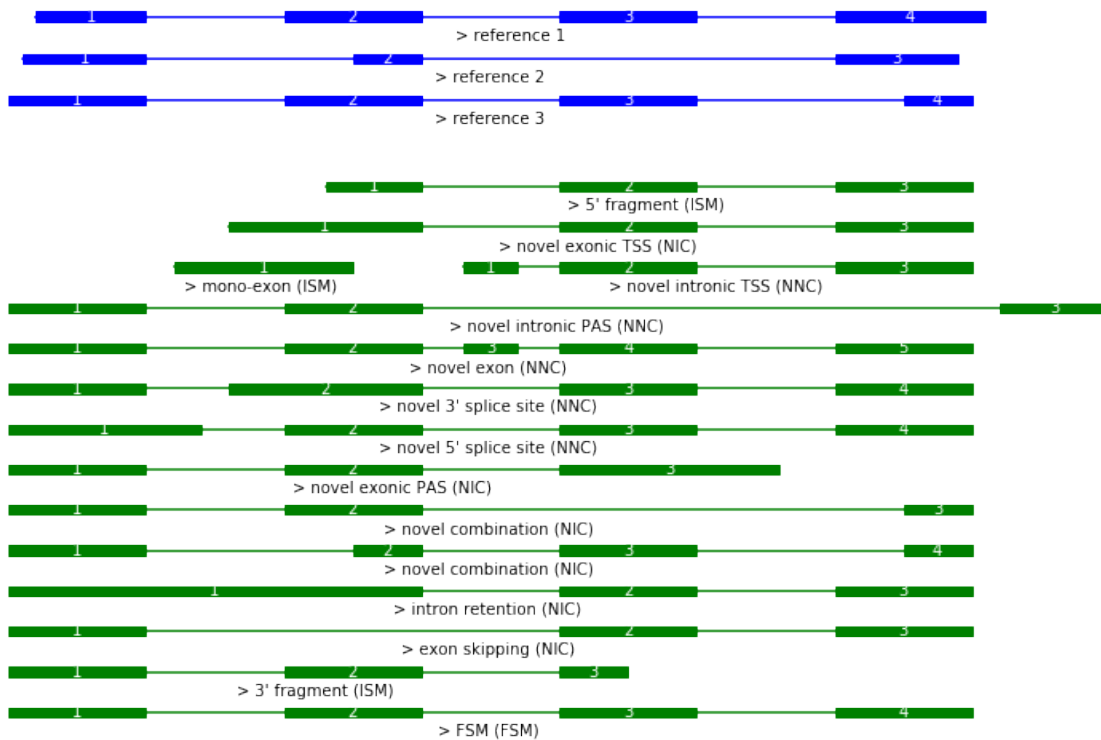 1 2 3 4
> reference 1
1 2 3
> reference 2
1 2 3 4
> reference 3
1 2 3
> 5' fragment (ISM)
1 2 3
> novel exonic TSS (NIC)
1 1 2 3
> mono-exon (ISM) > novel intronic TSS (NNC)
1 2 3
> novel intronic PAS (NNC)
1 2 3 4 5
> novel exon (NNC)
1 2 3 4
> novel 3' splice site (NNC)
1 2 3 4
> novel 5' splice site (NNC)
1 2 3
> novel exonic PAS (NIC)
1 2 3
> novel combination (NIC)
1 2 3 4
> novel combination (NIC)
1 2 3
> intron retention (NIC)
1 2 3
> exon skipping (NIC)
1 2 3
> 3' fragment (ISM)
1 2 3 4
> FSM (FSM)